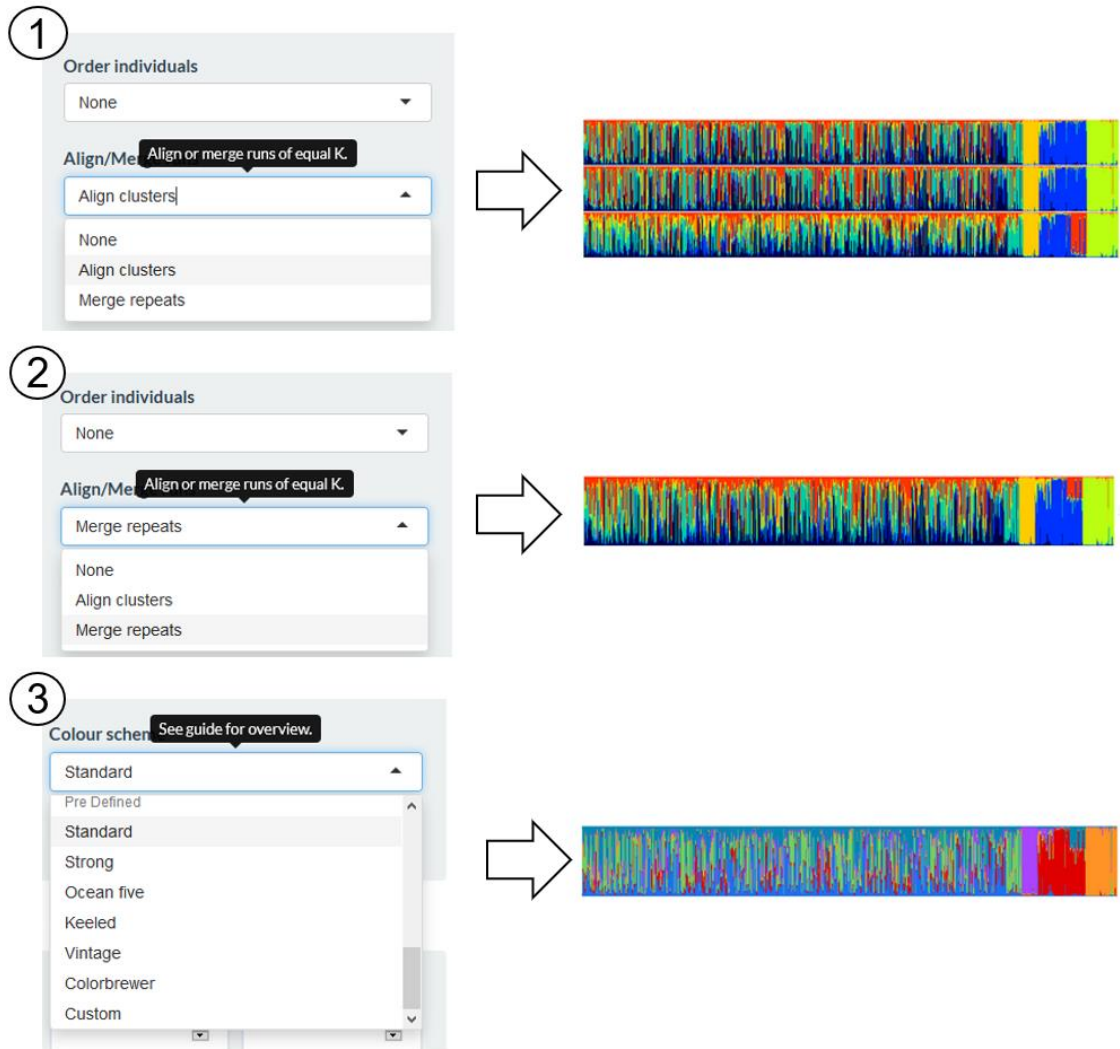 1
Order individuals
None
Align/Mer
Align or merge runs of equal K.
Align clusters
None
Align clusters
Merge repeats
2
Order individuals
None
Align/Me
Align or merge runs of equal K.
Merge repeats
None
Align clusters
Merge repeats
3
Colour schem
See guide for overview.
Standard
Pre Defined
Standard
Strong
Ocean five
Keeled
Vintage
Colorbrewer
Custom